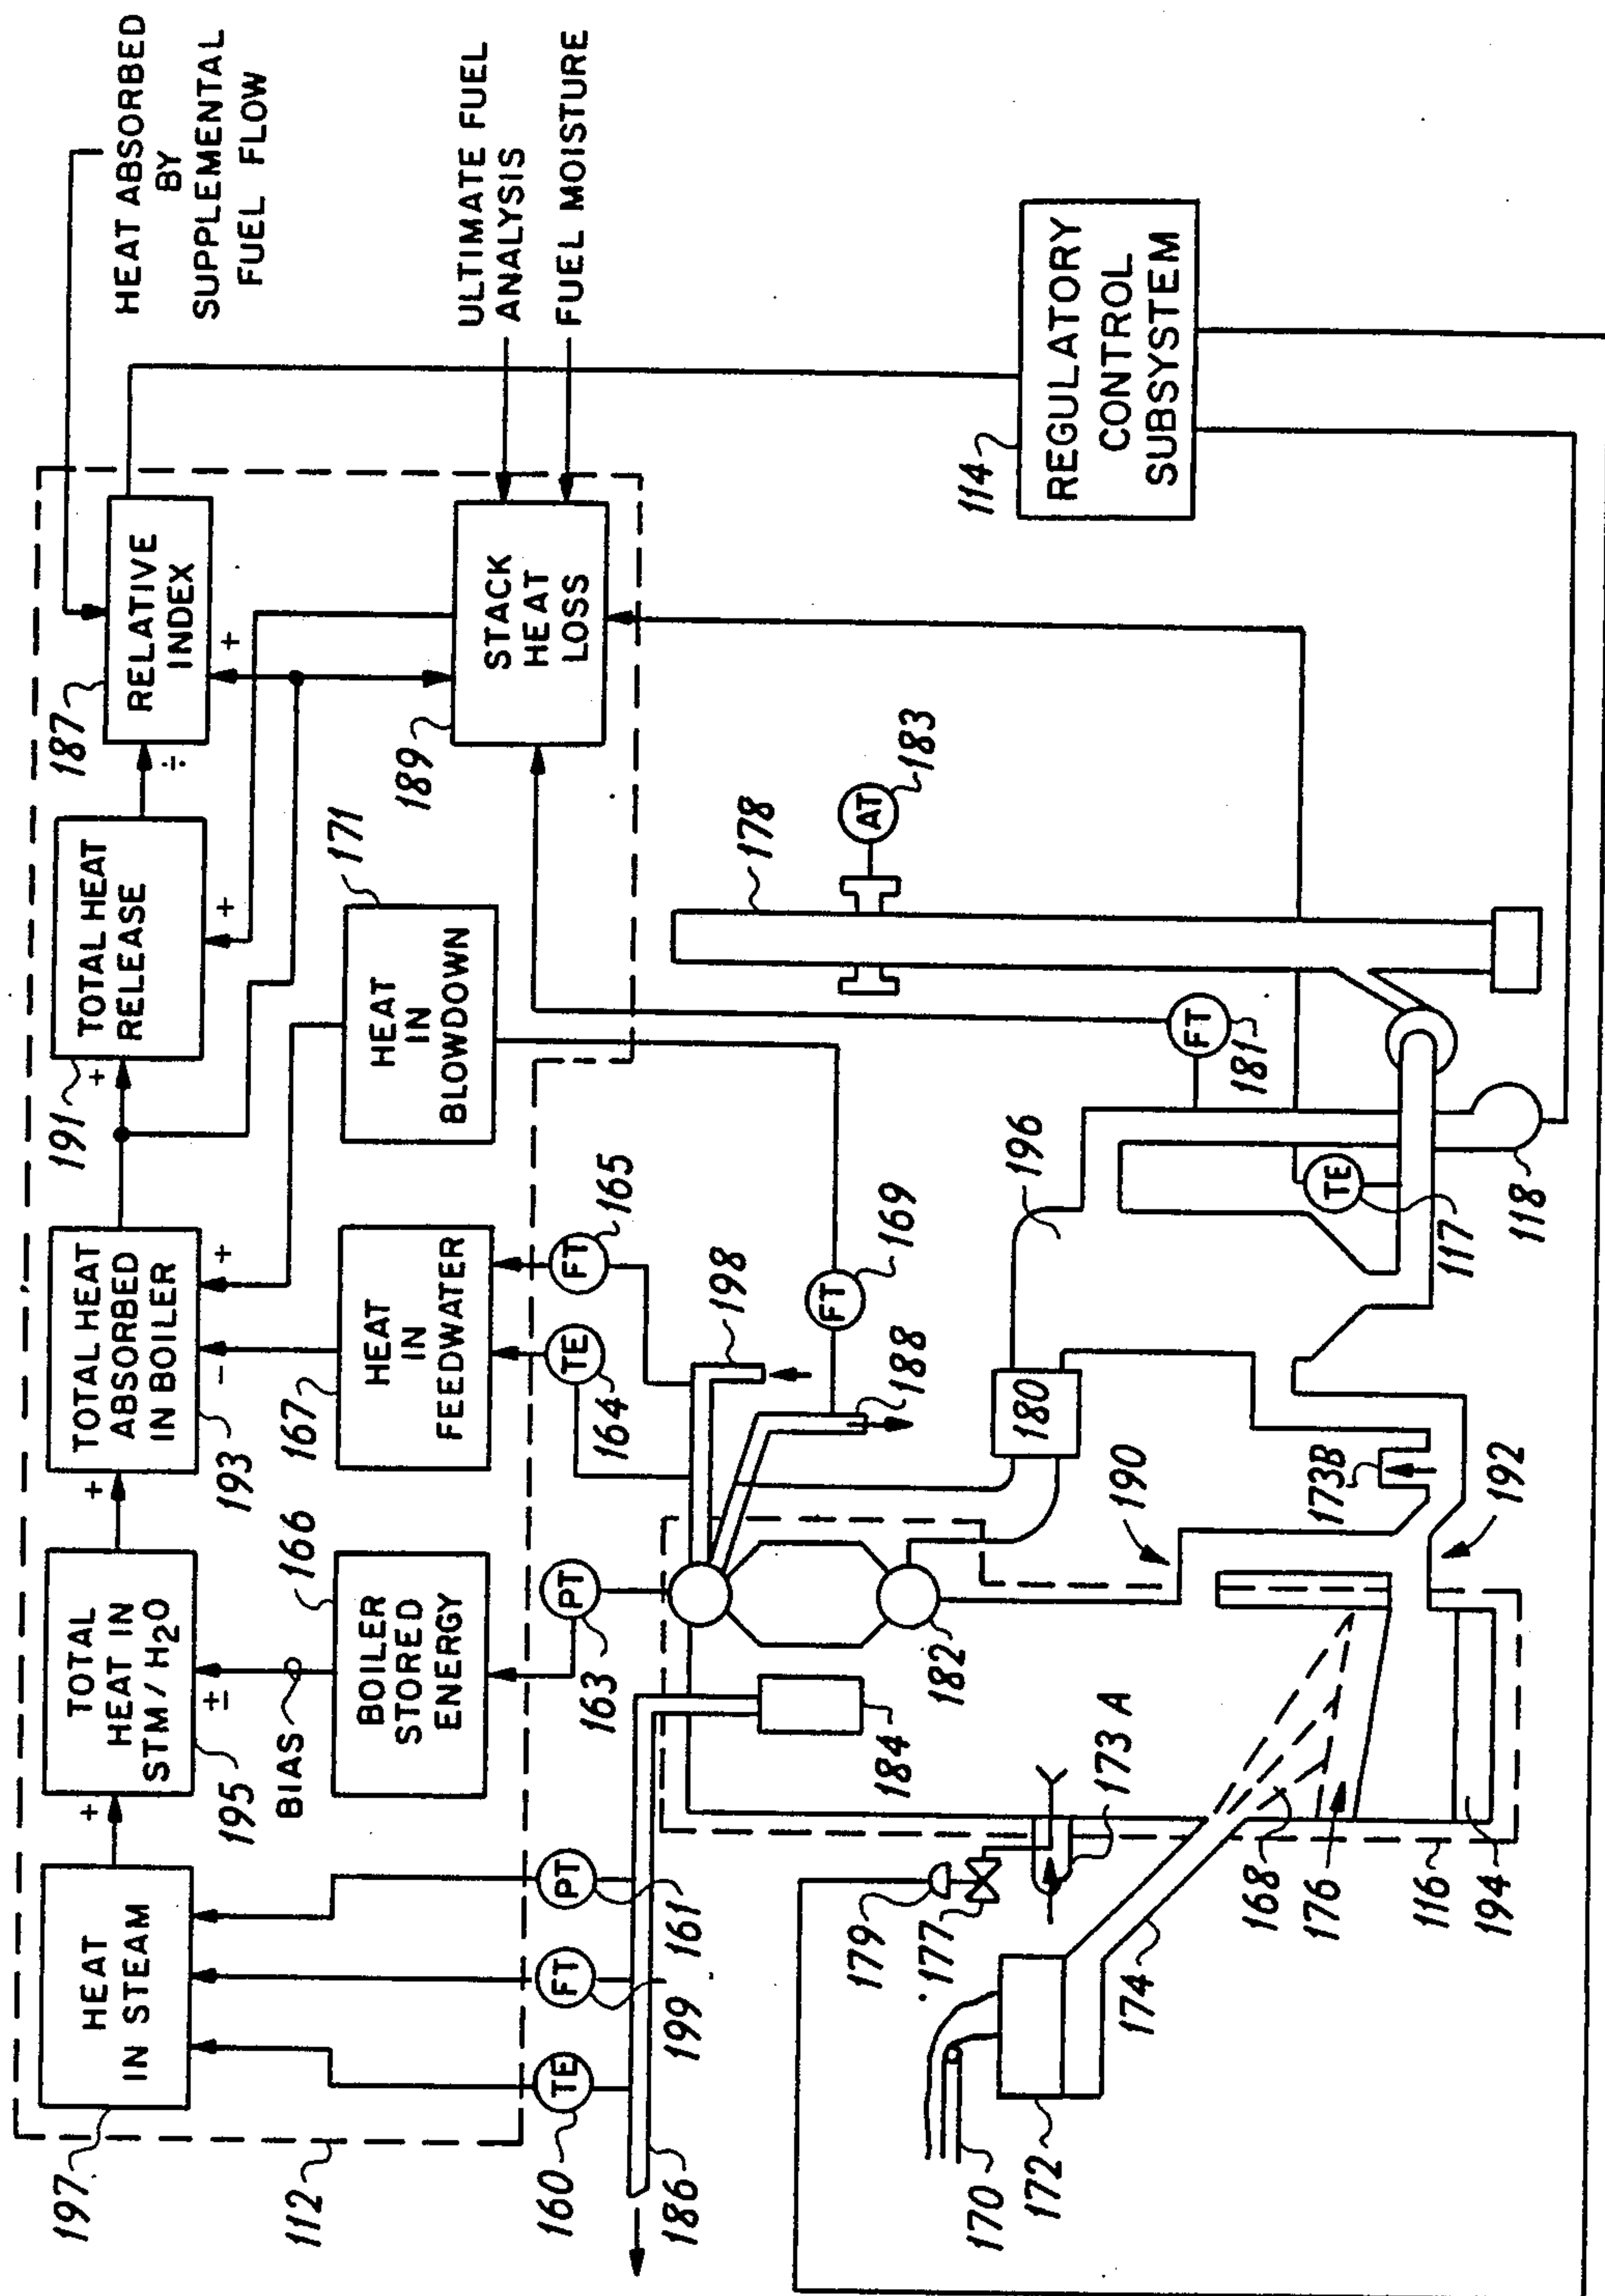 HEAT ABSORBED
BY
SUPPLEMENTAL
FUEL FLOW
ULTIMATE FUEL
ANALYSIS
FUEL MOISTURE
197
HEAT
IN STEAM
+
TOTAL
HEAT IN
STM / H2O
195
±
BIAS
+
TOTAL HEAT
ABSORBED
IN BOILER
193
−
+
191
+
TOTAL HEAT
RELEASE
+
÷
187
RELATIVE
INDEX
+
166
BOILER
STORED
ENERGY
167
HEAT
IN
FEEDWATER
171
HEAT
IN
BLOWDOWN
189
STACK
HEAT
LOSS
112
160
TE
FT
199
PT
161
163
PT
164
TE
FT
165
186
184
182
198
188
FT
169
196
180
190
173B
192
FT
181
178
AT
183
TE
117
118
114
REGULATORY
CONTROL
SUBSYSTEM
179
177
173A
170
172
174
168
176
116
194